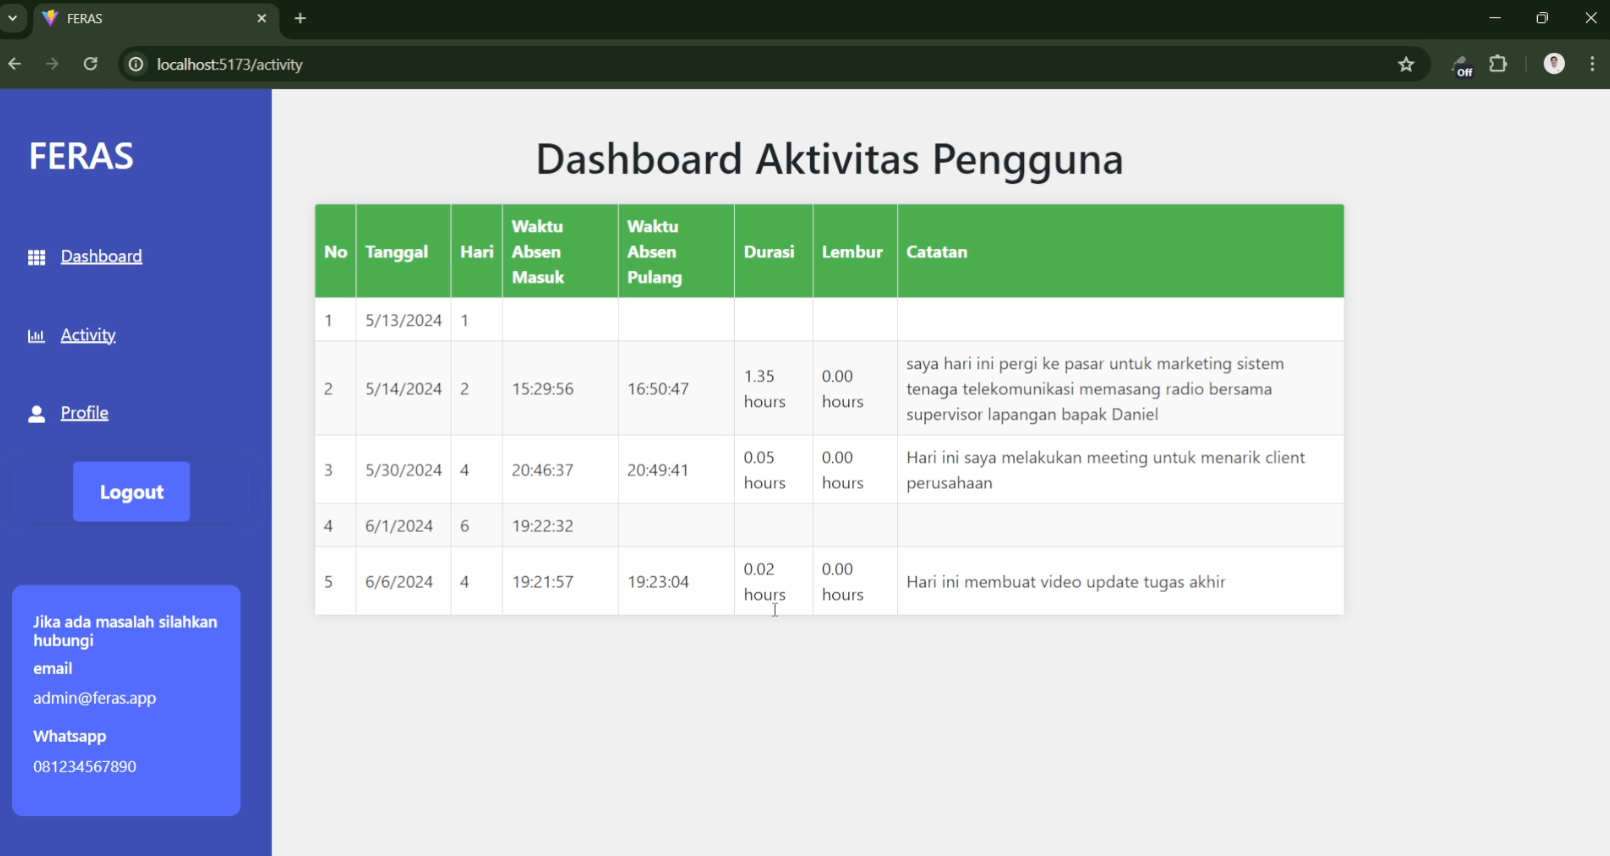 FERAS
localhost:5173/activity
Off
FERAS
Dashboard
Activity
Profile
Logout
Jika ada masalah silahkan
hubungi
email
admin@feras.app
Whatsapp
081234567890
Dashboard Aktivitas Pengguna
No Tanggal Hari Waktu Absen Masuk Waktu Absen Pulang Durasi Lembur Catatan
1 5/13/2024 1
2 5/14/2024 2 15:29:56 16:50:47 1.35 hours 0.00 hours saya hari ini pergi ke pasar untuk marketing sistem
tenaga telekomunikasi memasang radio bersama
supervisor lapangan bapak Daniel
3 5/30/2024 4 20:46:37 20:49:41 0.05 hours 0.00 hours Hari ini saya melakukan meeting untuk menarik client
perusahaan
4 6/1/2024 6 19:22:32
5 6/6/2024 4 19:21:57 19:23:04 0.02 hours 0.00 hours Hari ini membuat video update tugas akhir